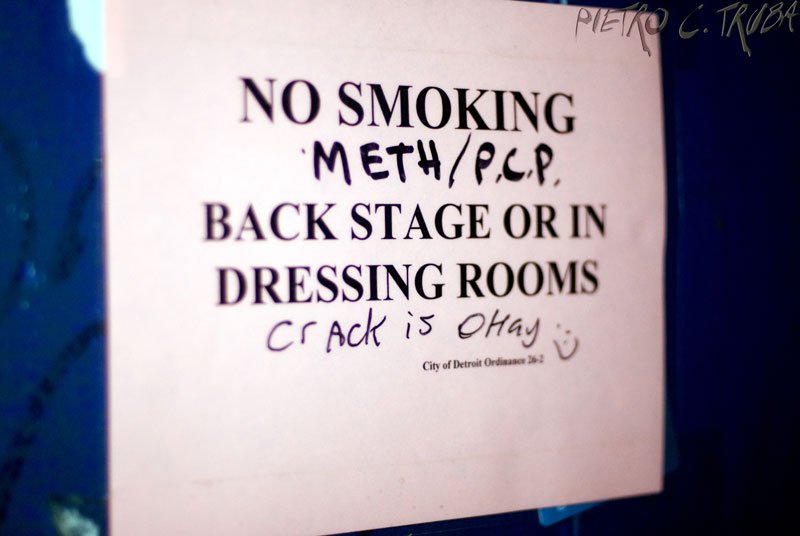 PIETRO C. TRUBA
NO SMOKING
METH/P.C.P.
BACK STAGE OR IN
DRESSING ROOMS
CrAck is OHay
City of Detroit Ordinance 26-2